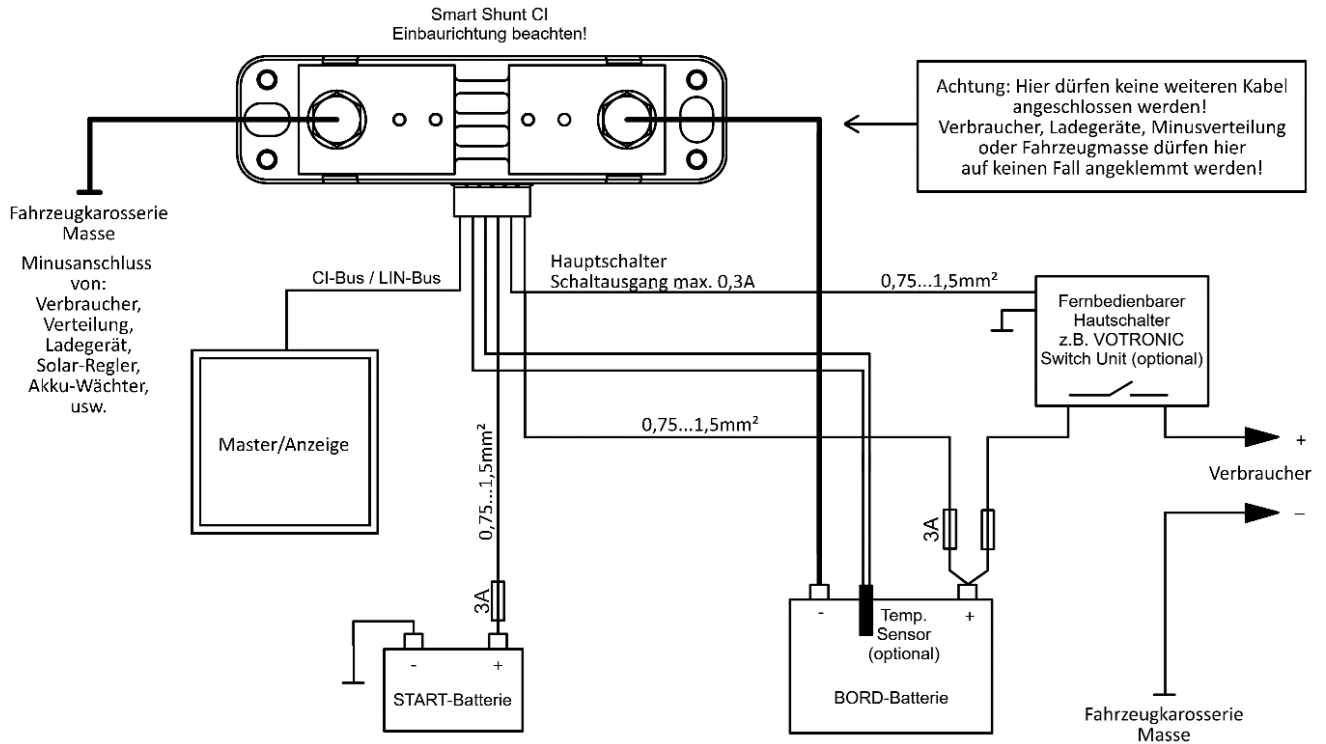 Smart Shunt CI
Einbaurichtung beachten!
Achtung: Hier dürfen keine weiteren Kabel
angeschlossen werden!
Verbraucher, Ladegeräte, Minusverteilung
oder Fahrzeugmasse dürfen hier
auf keinen Fall angeklemmt werden!
Fahrzeugkarosserie
Masse
Minusanschluss
von:
Verbraucher,
Verteilung,
Ladegerät,
Solar-Regler,
Akku-Wächter,
usw.
CI-Bus / LIN-Bus
Hauptschalter
Schaltausgang max. 0,3A
0,75...1,5mm²
Fernbedienbarer
Hautschalter
z.B. VOTRONIC
Switch Unit (optional)
Master/Anzeige
0,75...1,5mm²
0,75...1,5mm²
+
Verbraucher
–
3A
3A
- +
START-Batterie
- +
Temp.
Sensor
(optional)
BORD-Batterie
Fahrzeugkarosserie
Masse